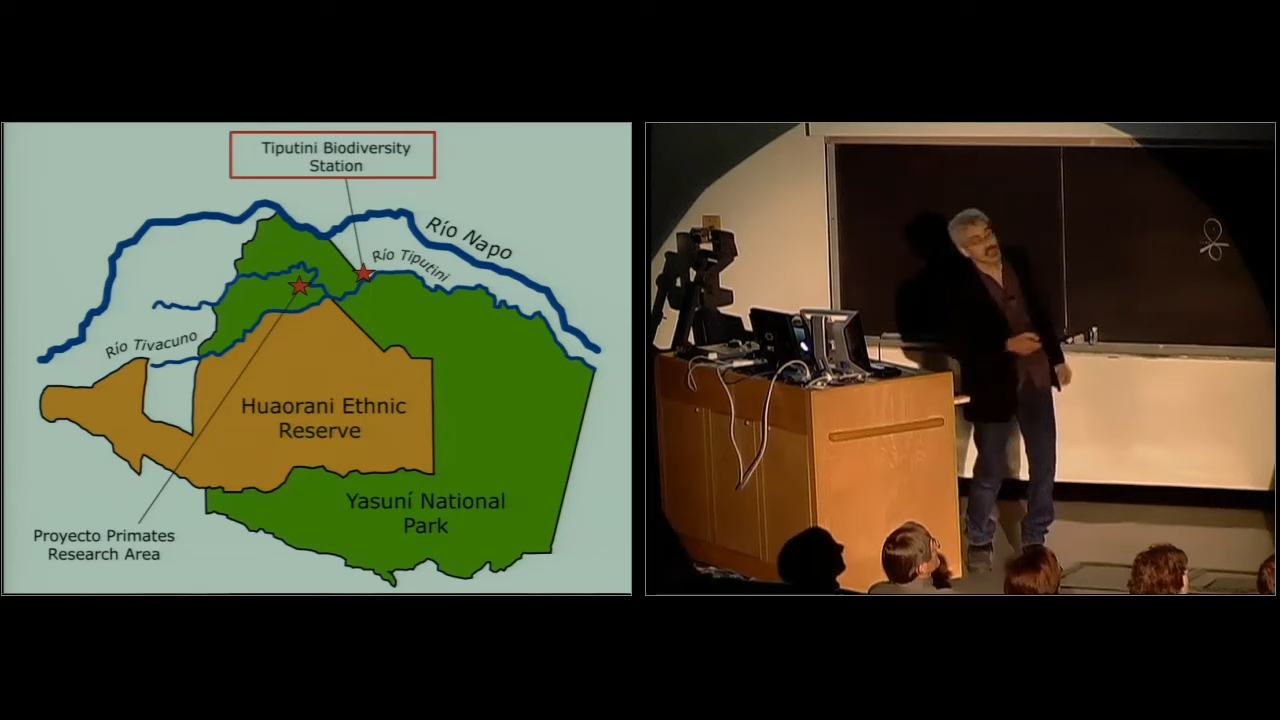 Tiputini Biodiversity
Station
Río Napo
Río Tiputini
Río Tivacuno
Huaorani Ethnic
Reserve
Yasuní National
Park
Proyecto Primates
Research Area